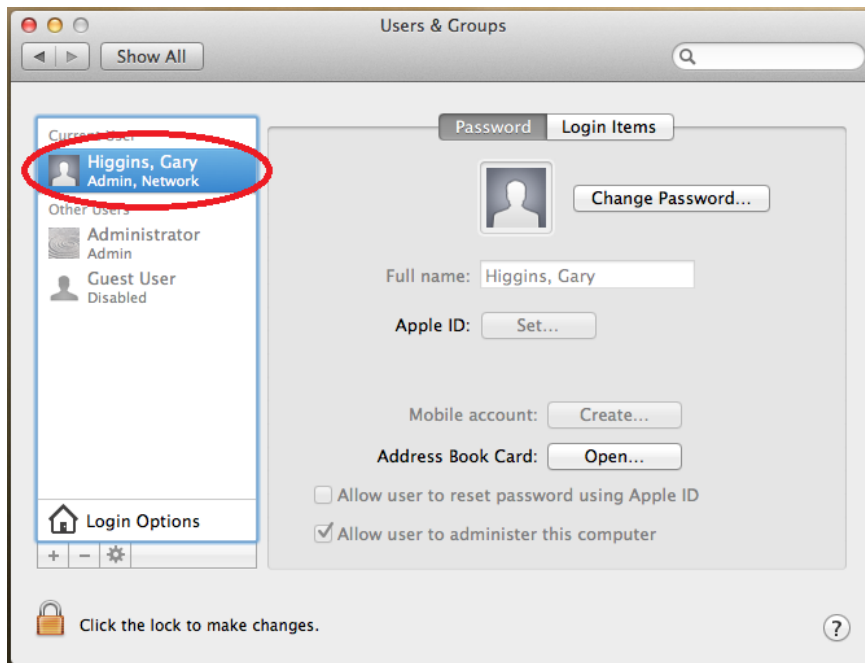 Users & Groups
Show All
Current User
Higgins, Gary
Admin, Network
Other Users
Administrator
Admin
Guest User
Disabled
Login Options
+ −
Password Login Items
Change Password...
Full name: Higgins, Gary
Apple ID: Set...
Mobile account: Create...
Address Book Card: Open...
Allow user to reset password using Apple ID
Allow user to administer this computer
Click the lock to make changes.
?